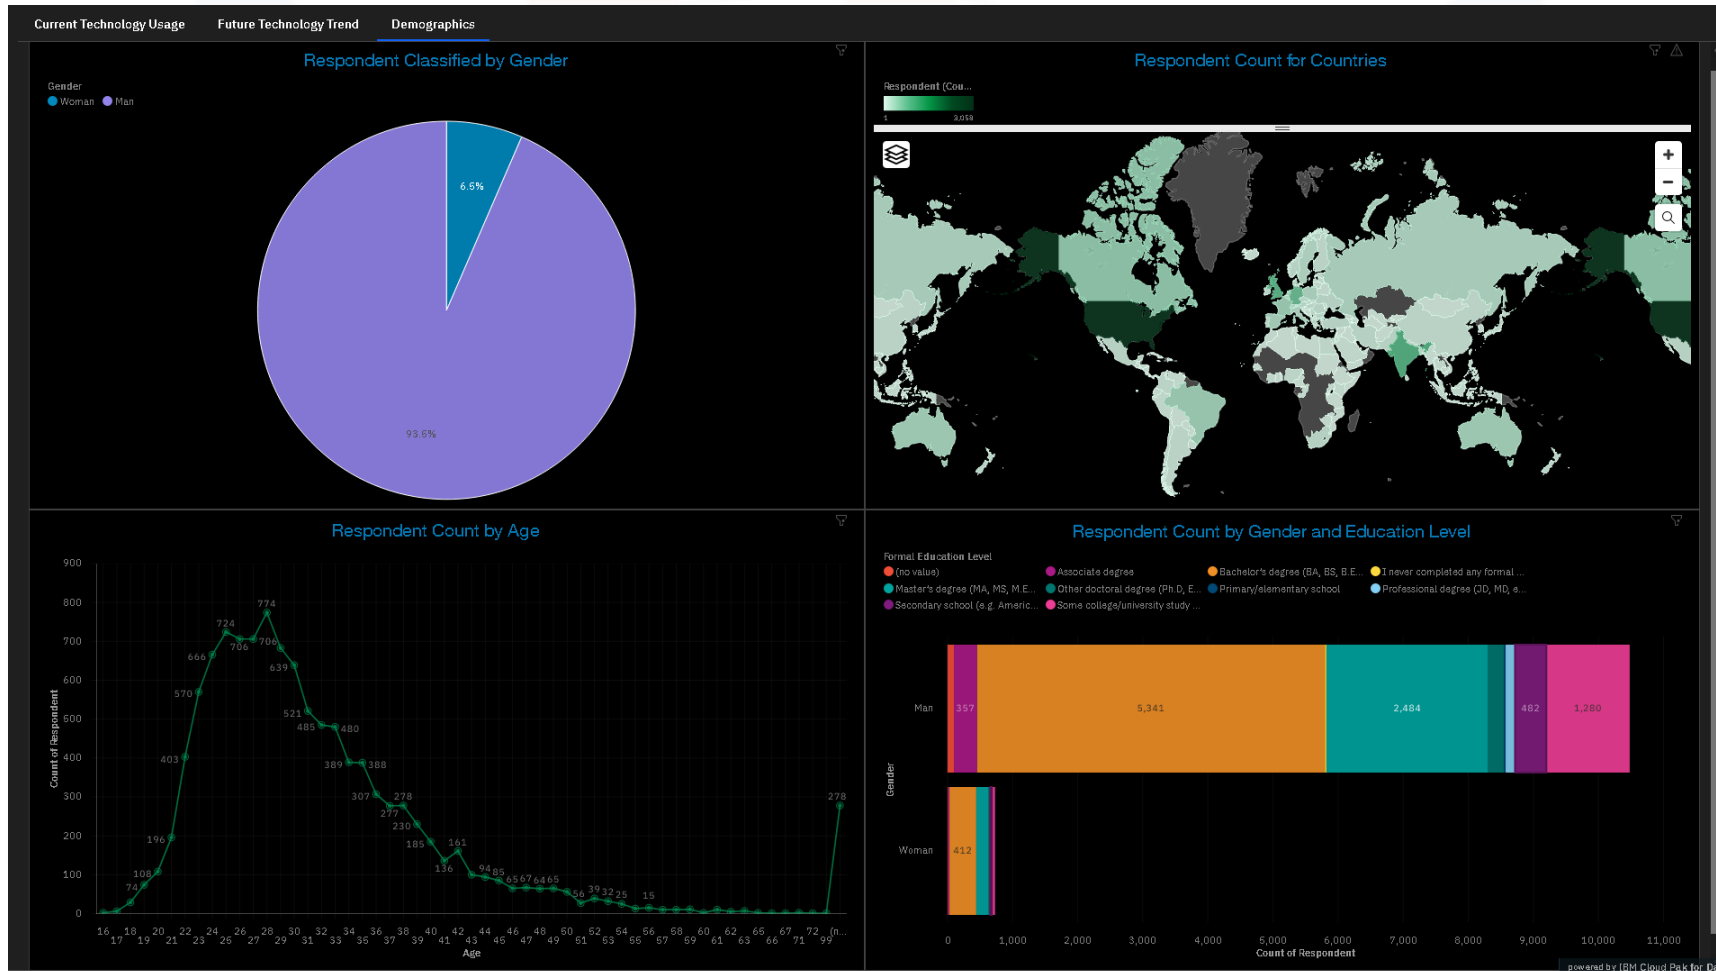 Current Technology Usage Future Technology Trend Demographics
Respondent Classified by Gender
Gender
Woman Man
6.5%
93.5%
Respondent Count for Countries
Respondent (Cou...
1 3,058
Respondent Count by Age
Count of Respondent
900
800
700
600
500
400
300
200
100
0
74
108
196
403
570
666
724
706
706
774
639
521
485
480
389
388
307
277
278
230
185
136
161
94
85
65
67
64
65
56
39
32
25
15
278
16 18 20 22 24 26 28 30 32 34 36 38 40 42 44 46 48 50 52 54 56 58 60 62 65 67 72 (n...
17 19 21 23 25 27 29 31 33 35 37 39 41 43 45 47 49 51 53 55 57 59 61 63 66 69 71 99
Age
Respondent Count by Gender and Education Level
Formal Education Level
(no value) Associate degree Bachelor's degree (BA, BS, B.E... I never completed any formal ...
Master's degree (MA, MS, M.E... Other doctoral degree (Ph.D, E... Primary/elementary school Professional degree (JD, MD, e...
Secondary school (e.g. Americ... Some college/university study ...
Gender
Man 357 5,341 2,484 482 1,280
Woman 412
0 1,000 2,000 3,000 4,000 5,000 6,000 7,000 8,000 9,000 10,000 11,000
Count of Respondent
powered by IBM Cloud Pak for Da